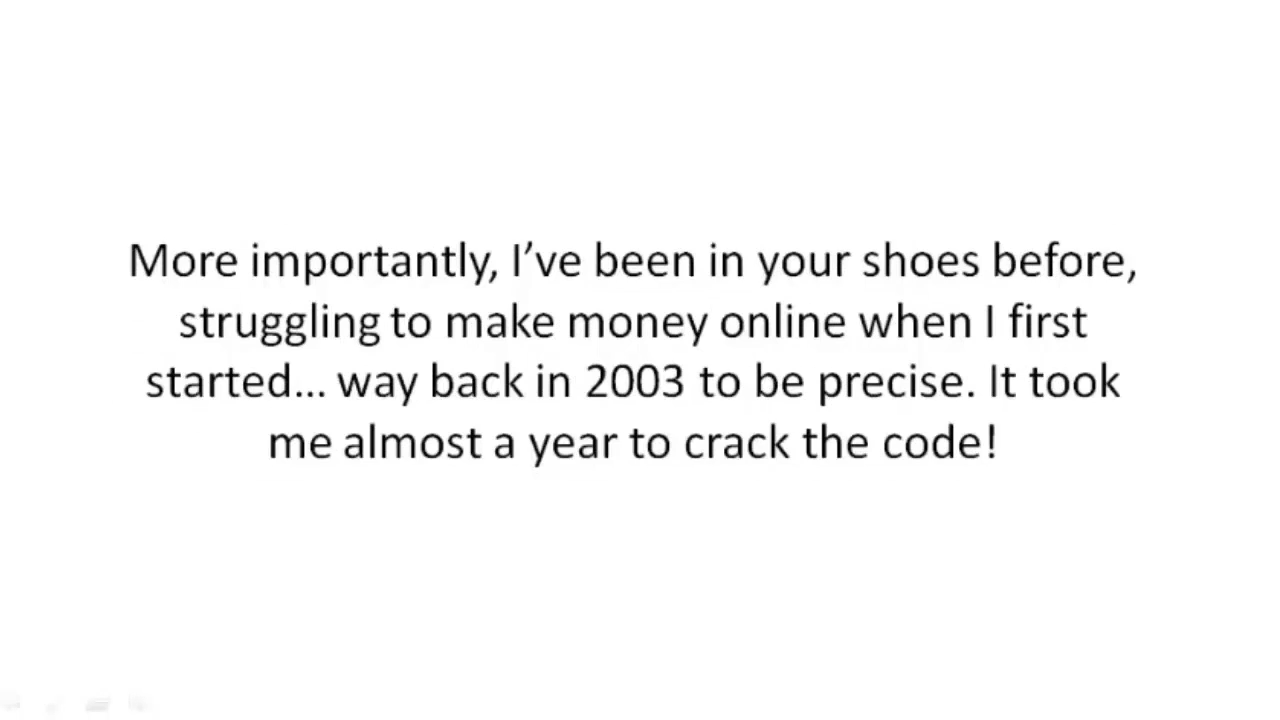 More importantly, I’ve been in your shoes before,
struggling to make money online when I first
started... way back in 2003 to be precise. It took
me almost a year to crack the code!